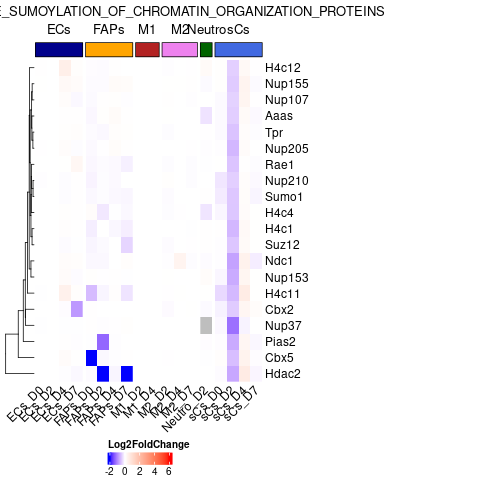 E_SUMOYLATION_OF_CHROMATIN_ORGANIZATION_PROTEINS
ECs FAPs M1 M2 Neutro sCs
H4c12
Nup155
Nup107
Aaas
Tpr
Nup205
Rae1
Nup210
Sumo1
H4c4
H4c1
Suz12
Ndc1
Nup153
H4c11
Cbx2
Nup37
Pias2
Cbx5
Hdac2
ECs_D0
ECs_D2
ECs_D4
ECs_D7
FAPs_D0
FAPs_D2
FAPs_D4
FAPs_D7
M1_D2
M1_D4
M2_D2
M2_D4
M2_D7
Neutro_D2
sCs_D0
sCs_D2
sCs_D4
sCs_D7
Log2FoldChange
-2 0 2 4 6